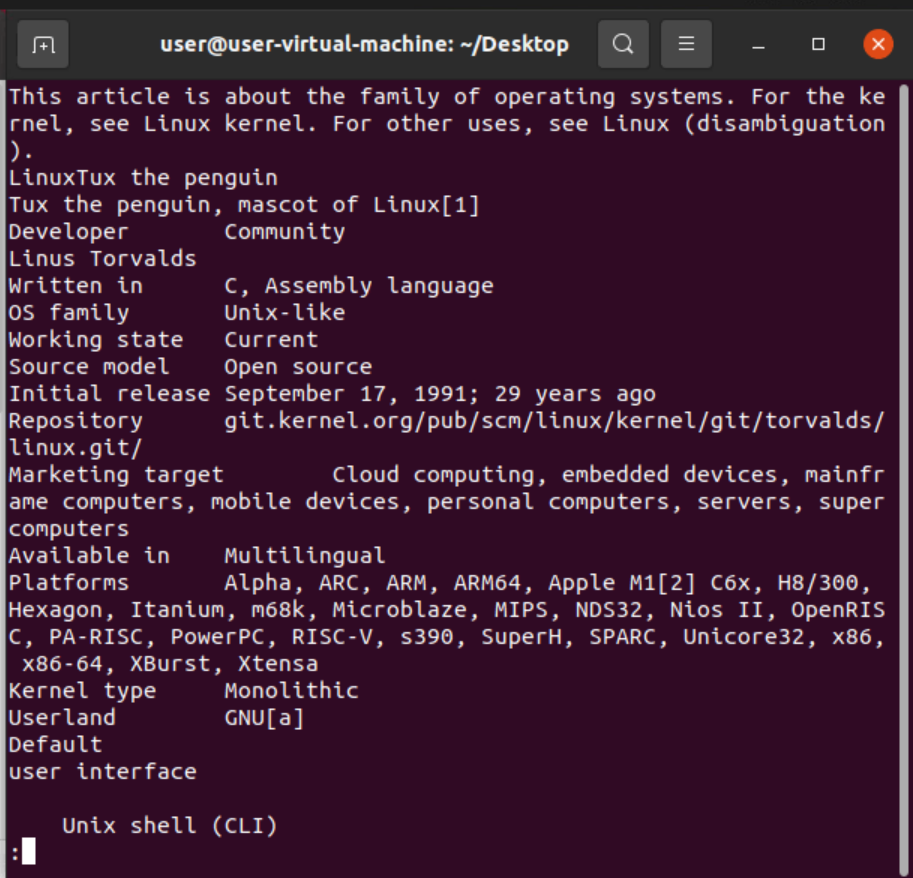 user@user-virtual-machine: ~/Desktop
This article is about the family of operating systems. For the ke
rnel, see Linux kernel. For other uses, see Linux (disambiguation
).
LinuxTux the penguin
Tux the penguin, mascot of Linux[1]
Developer       Community
Linus Torvalds
Written in      C, Assembly language
OS family       Unix-like
Working state   Current
Source model    Open source
Initial release September 17, 1991; 29 years ago
Repository      git.kernel.org/pub/scm/linux/kernel/git/torvalds/
linux.git/
Marketing target        Cloud computing, embedded devices, mainfr
ame computers, mobile devices, personal computers, servers, super
computers
Available in    Multilingual
Platforms       Alpha, ARC, ARM, ARM64, Apple M1[2] C6x, H8/300,
Hexagon, Itanium, m68k, Microblaze, MIPS, NDS32, Nios II, OpenRIS
C, PA-RISC, PowerPC, RISC-V, s390, SuperH, SPARC, Unicore32, x86,
 x86-64, XBurst, Xtensa
Kernel type     Monolithic
Userland        GNU[a]
Default
user interface

    Unix shell (CLI)
: